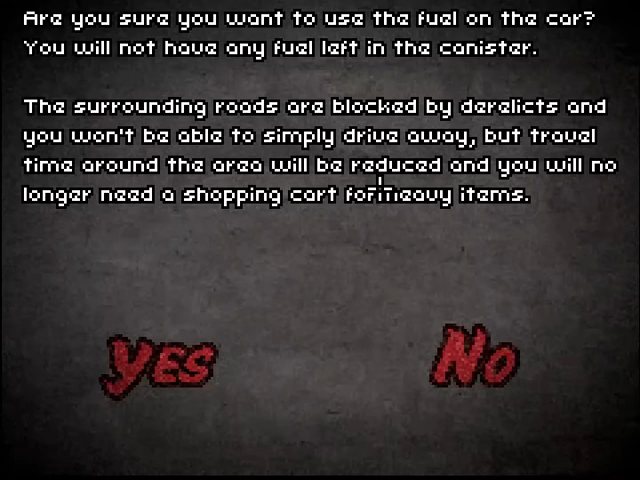 Are you sure you want to use the fuel on the car?
You will not have any fuel left in the canister.
The surrounding roads are blocked by derelicts and
you won't be able to simply drive away, but travel
time around the area will be reduced and you will no
longer need a shopping cart for heavy items.
YES
NO